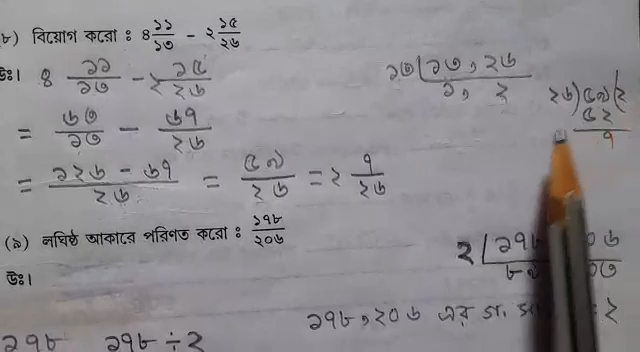 ৮) বিয়োগ করো : ৪ ১১/১৩ - ২ ১৫/২৬
উঃ। ৪ ১১/১৩ - ২ ১৫/২৬
= ৬৩/১৩ - ৬৭/২৬
= ১২৬ - ৬৭/২৬ = ৫৯/২৬ = ২ ৭/২৬
১৩ ১৩, ২৬
১, ২
২৬) ৫৯ (২
৫২
৭
(৯) লঘিষ্ঠ আকারে পরিণত করো : ১৭৮/২০৬
উঃ।
২
১৭৮, ২০৬ এর গ. ২
১৭৮ ১৭৮ ÷ ২